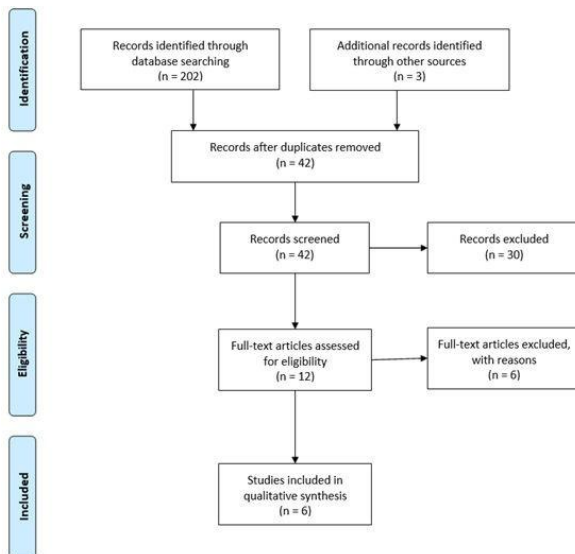 Identification
Records identified through
database searching
(n = 202)
Additional records identified
through other sources
(n = 3)
Records after duplicates removed
(n = 42)
Screening
Records screened
(n = 42)
Records excluded
(n = 30)
Eligibility
Full-text articles assessed
for eligibility
(n = 12)
Full-text articles excluded,
with reasons
(n = 6)
Included
Studies included in
qualitative synthesis
(n = 6)